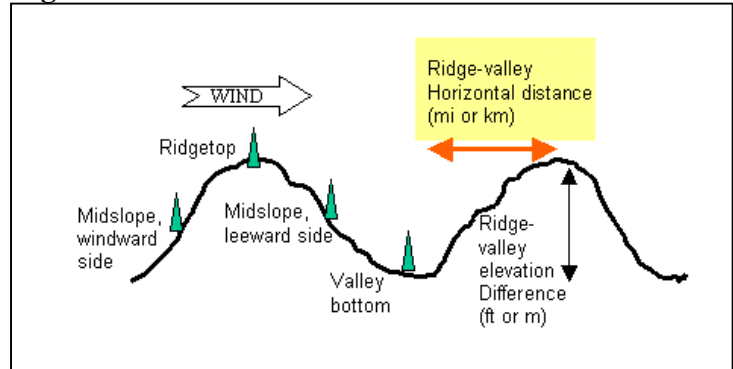 Ridge-valley
Horizontal distance
(mi or km)
WIND
Ridgetop
Midslope,
windward
side
Midslope,
leeward side
Valley
bottom
Ridge-
valley
elevation
Difference
(ft or m)